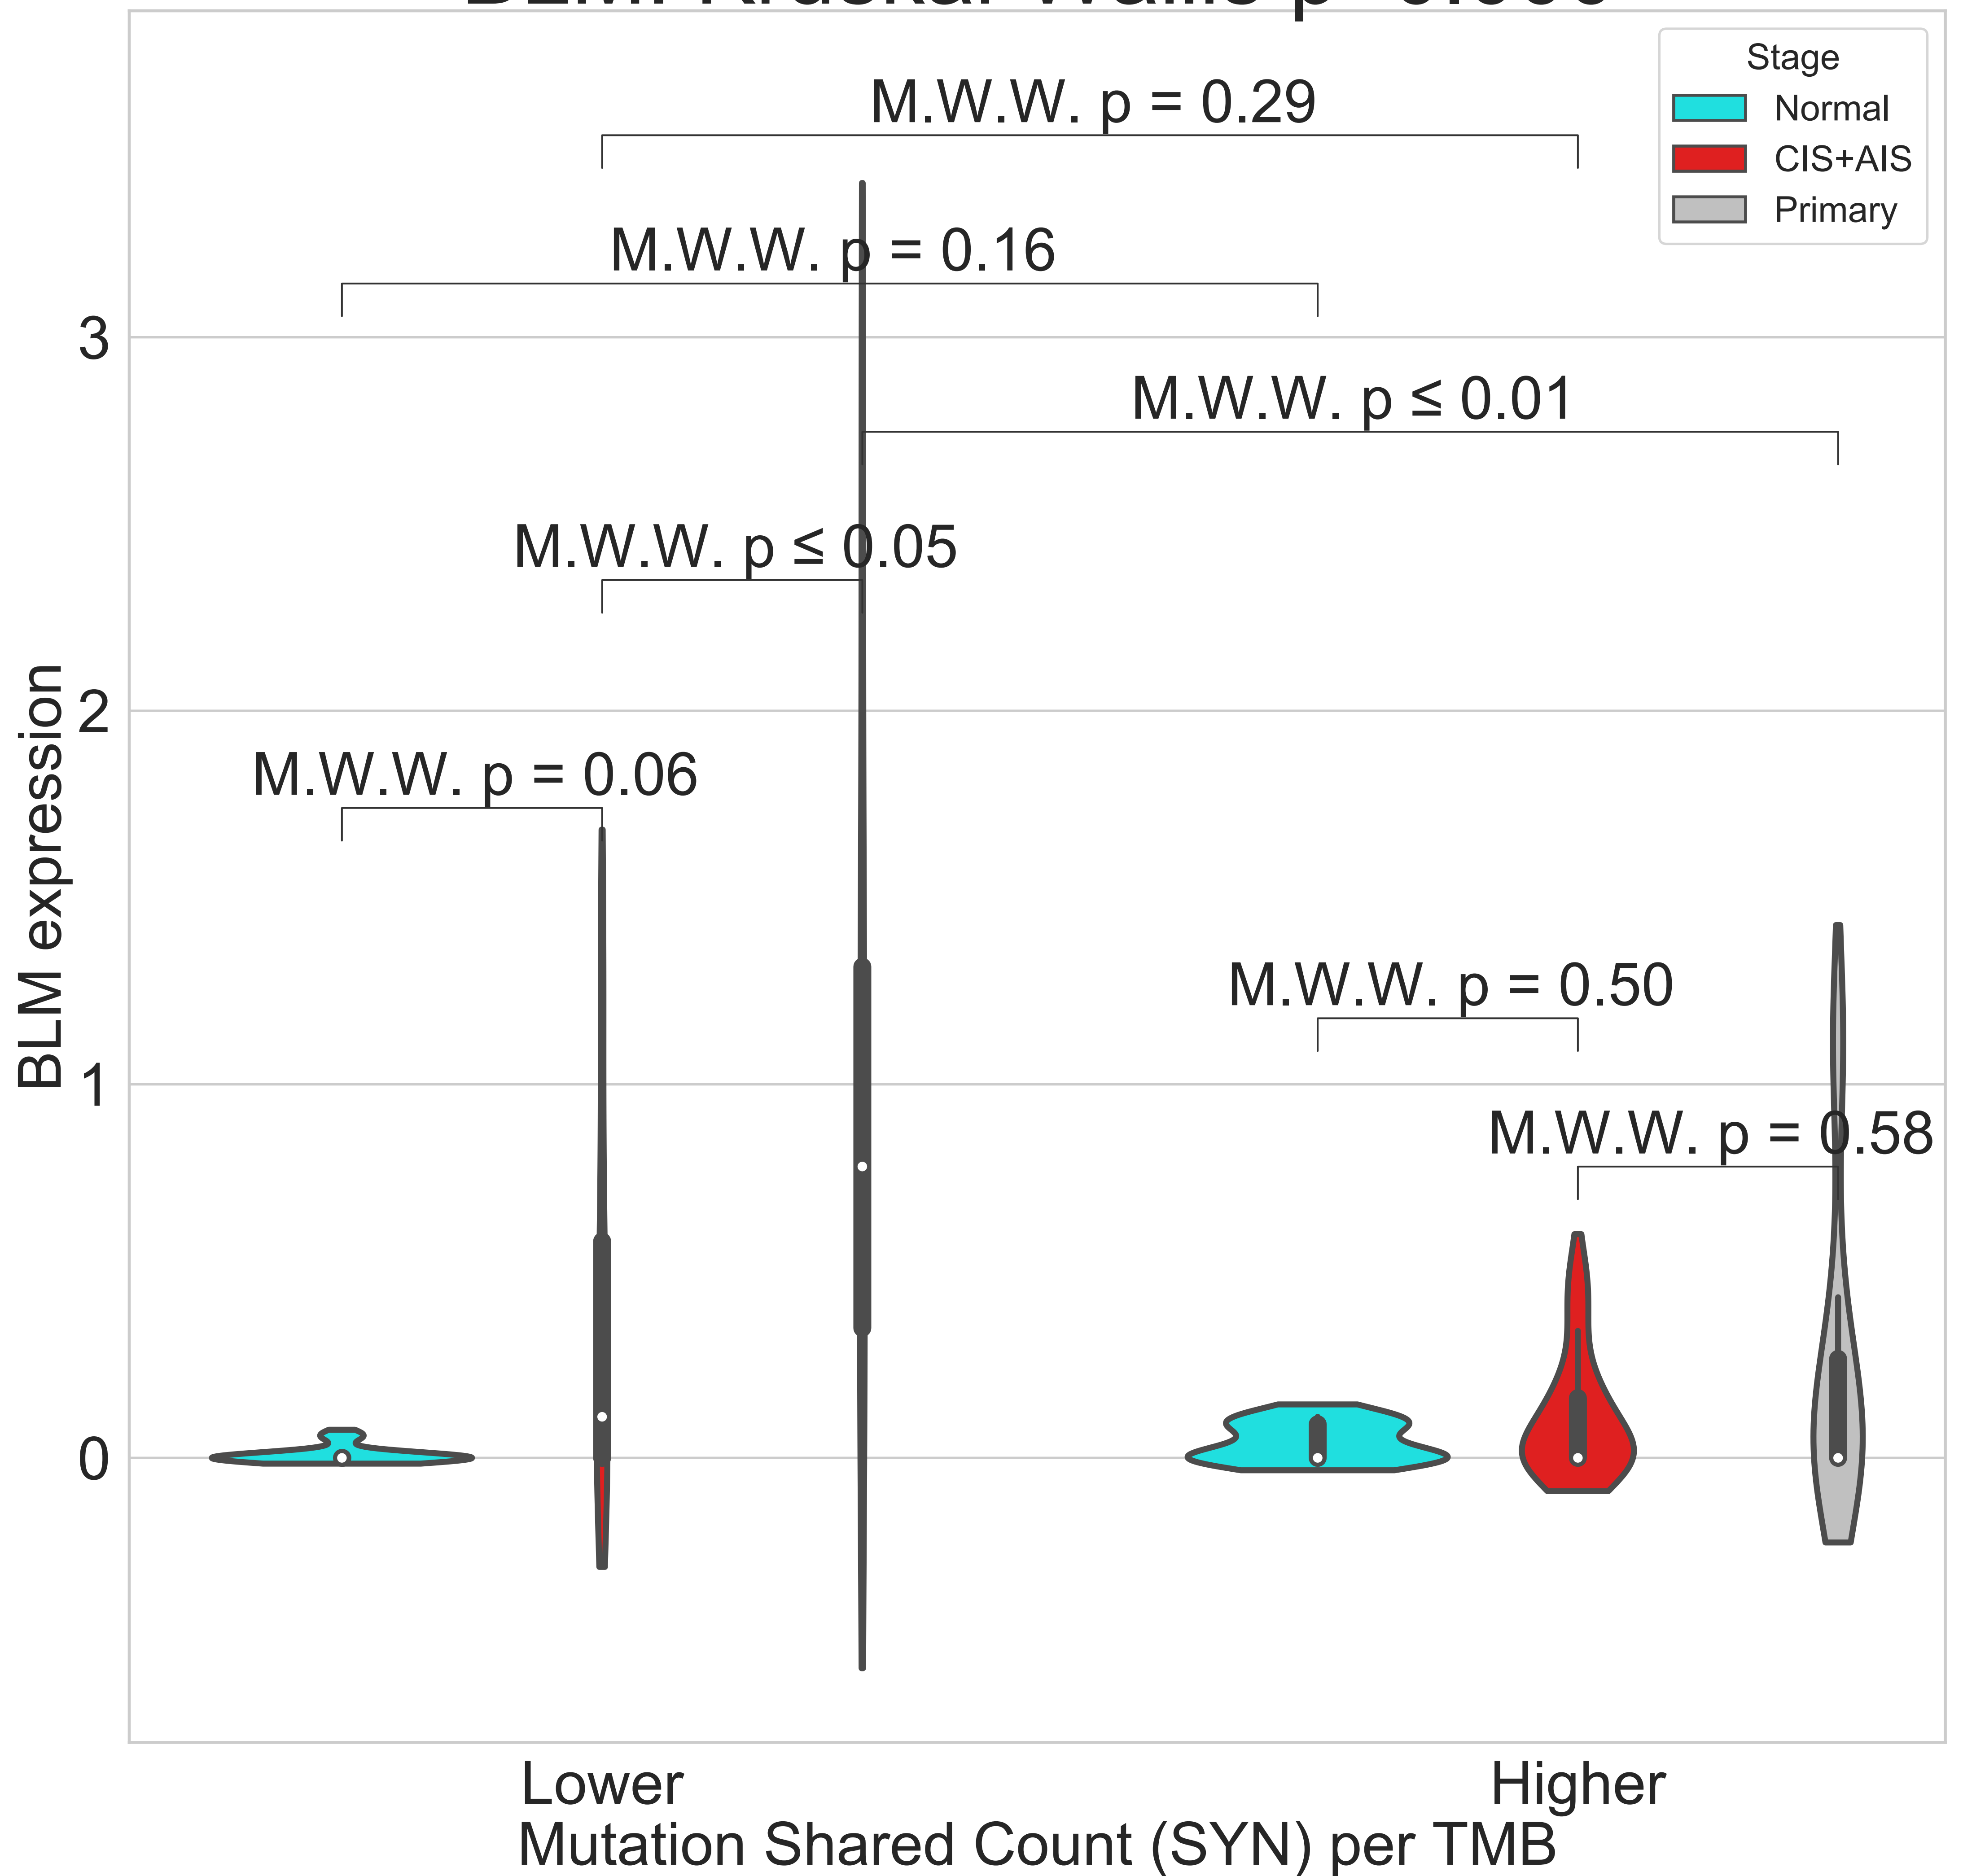 Stage
Normal
CIS+AIS
Primary
M.W.W. p = 0.29
M.W.W. p = 0.16
M.W.W. p ≤ 0.01
M.W.W. p ≤ 0.05
M.W.W. p = 0.06
M.W.W. p = 0.50
M.W.W. p = 0.58
3
2
1
0
BLM expression
Lower
Higher
Mutation Shared Count (SYN) per TMB